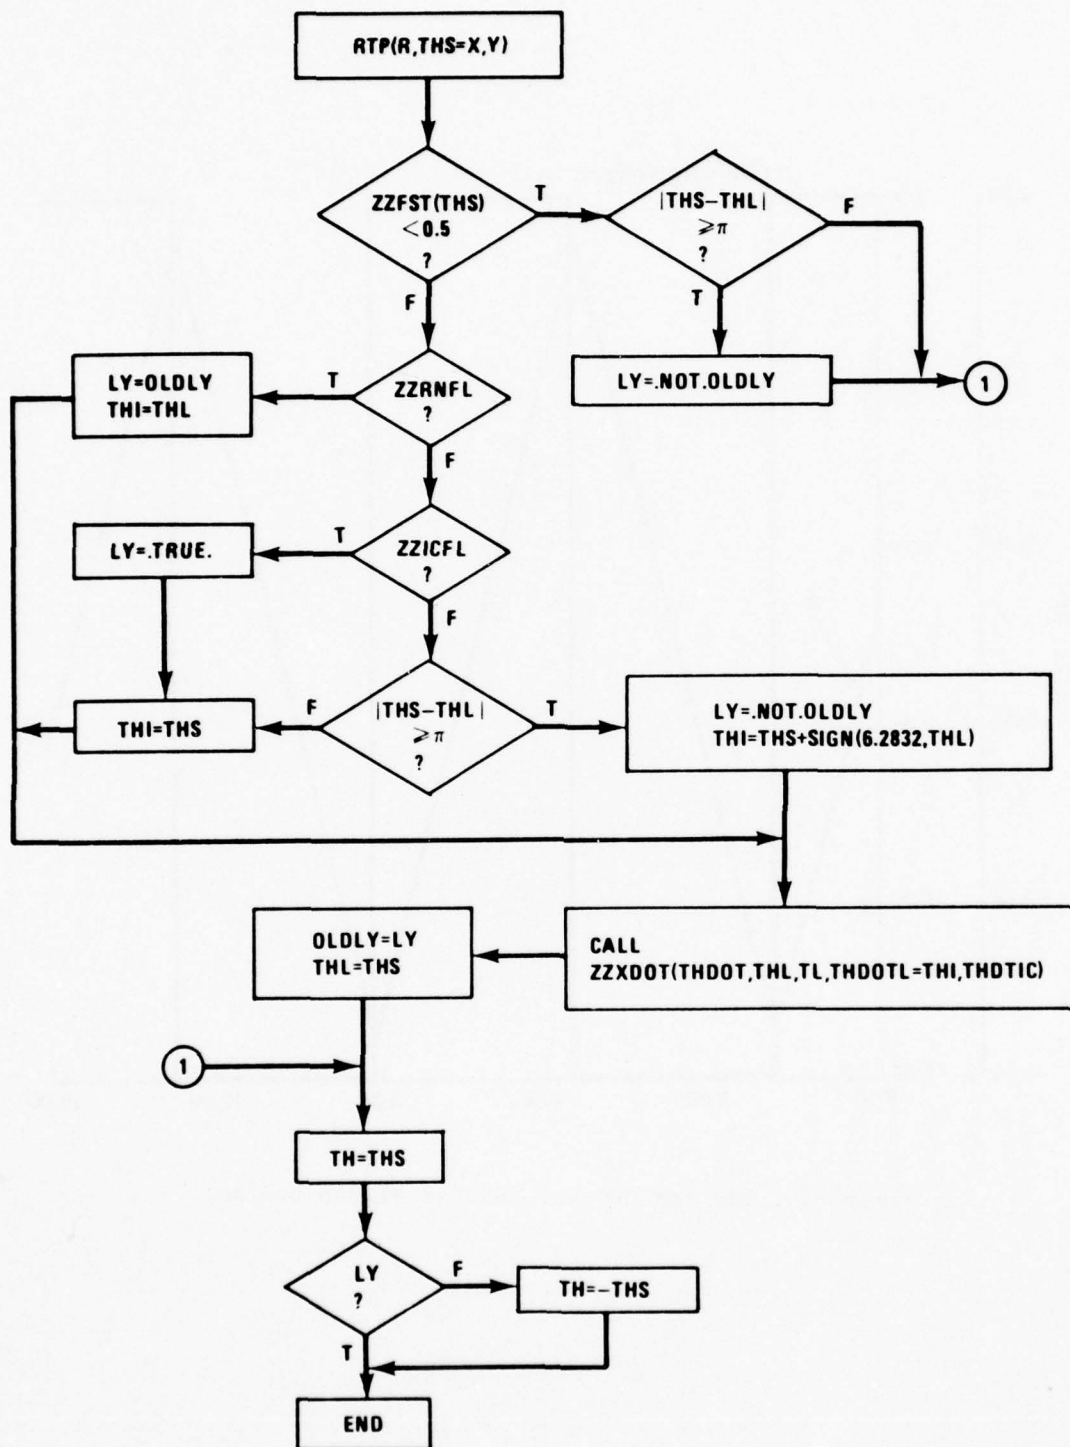 RTP(R,THS=X,Y)
ZZFST(THS)
<0.5
?
T
F
|THS−THL|
⩾π
?
F
T
LY=.NOT.OLDLY
1
ZZRNFL
?
T
F
LY=OLDLY
THI=THL
ZZICFL
?
T
F
LY=.TRUE.
THI=THS
|THS−THL|
⩾π
?
F
T
LY=.NOT.OLDLY
THI=THS+SIGN(6.2832,THL)
CALL
ZZXDOT(THDOT,THL,TL,THDOTL=THI,THDTIC)
OLDLY=LY
THL=THS
1
TH=THS
LY
?
F
T
TH=−THS
END